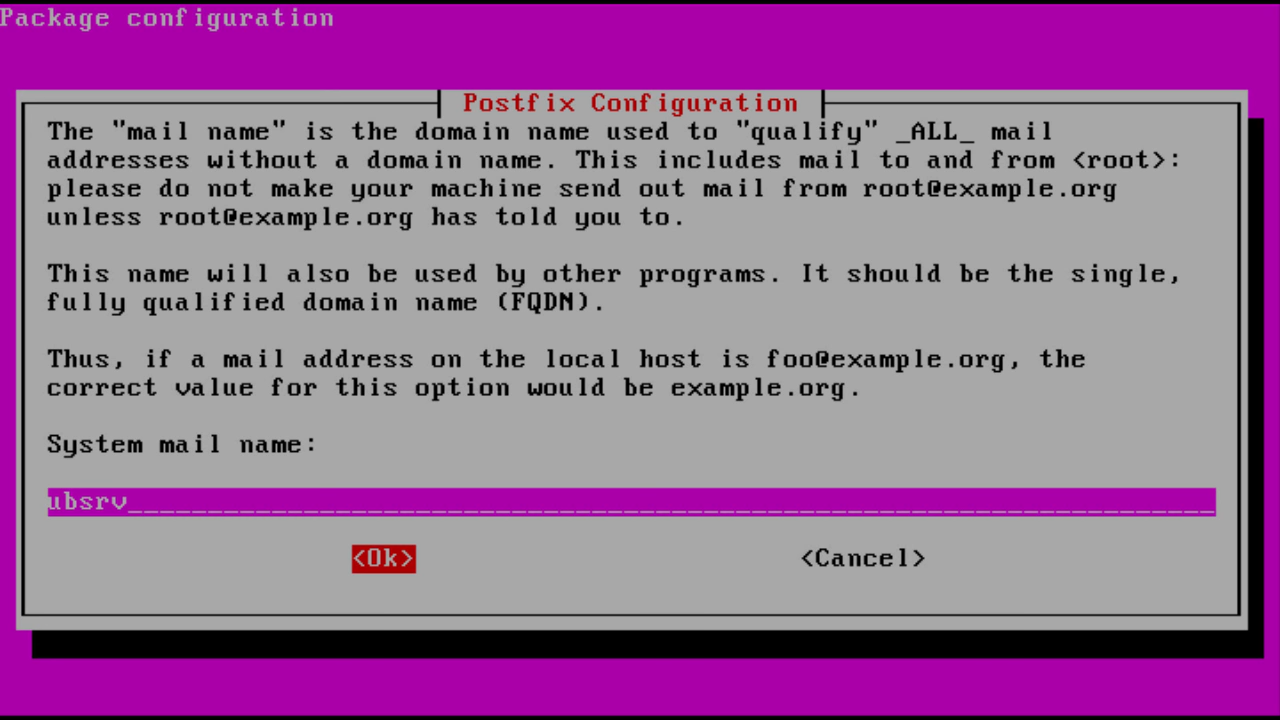 Package configuration
Postfix Configuration
The "mail name" is the domain name used to "qualify" _ALL_ mail
addresses without a domain name. This includes mail to and from <root>:
please do not make your machine send out mail from root@example.org
unless root@example.org has told you to.
This name will also be used by other programs. It should be the single,
fully qualified domain name (FQDN).
Thus, if a mail address on the local host is foo@example.org, the
correct value for this option would be example.org.
System mail name:
ubsrv____________________________________________________________________
<Ok> <Cancel>